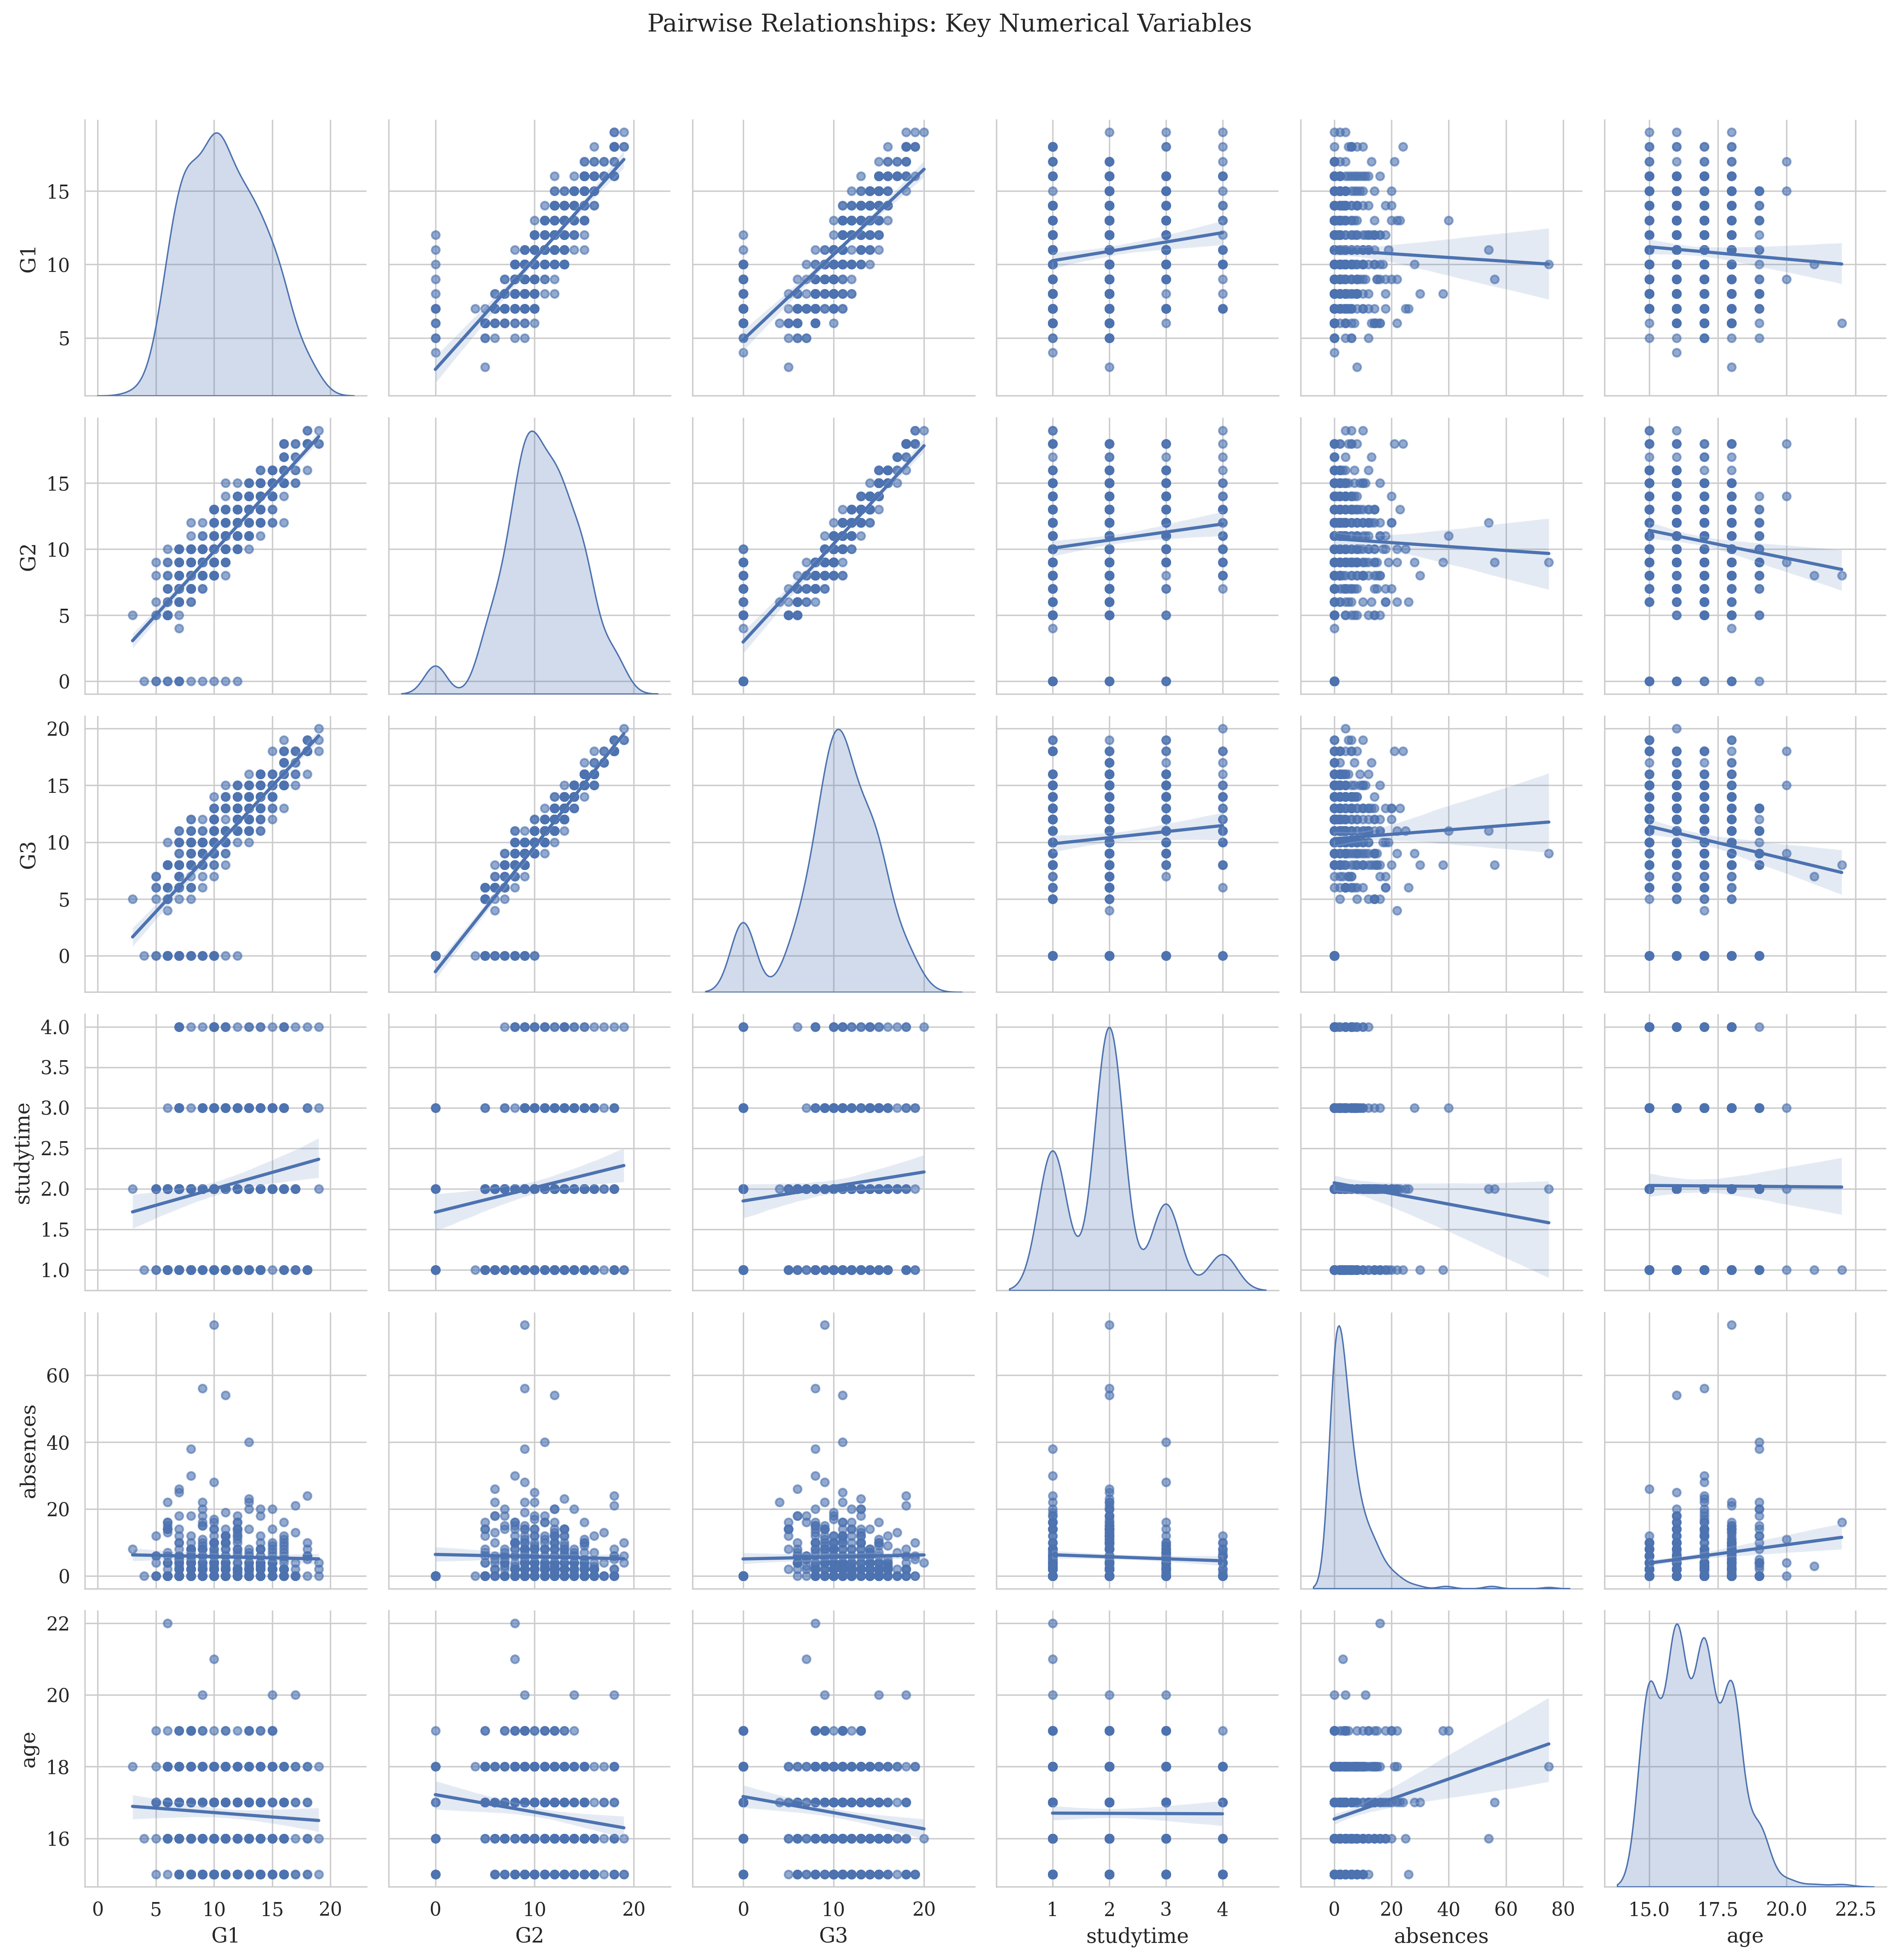 Pairwise Relationships: Key Numerical Variables
15
10
5
G1
15
10
5
0
G2
20
15
10
5
0
G3
4.0
3.5
3.0
2.5
2.0
1.5
1.0
studytime
60
40
20
0
absences
22
20
18
16
age
0 5 10 15 20
0 10 20
0 10 20
1 2 3 4
0 20 40 60 80
15.0 17.5 20.0 22.5
G1 G2 G3 studytime absences age